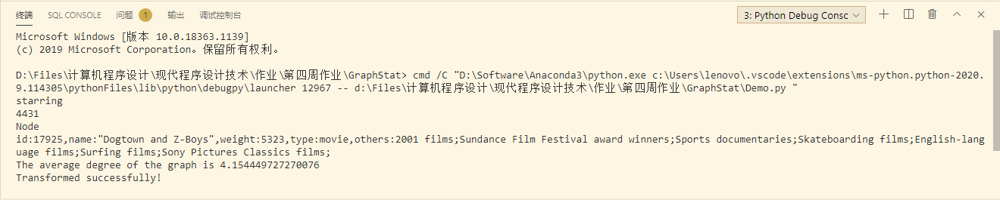 终端 SQL CONSOLE 问题 1 输出 调试控制台 3: Python Debug Consc
Microsoft Windows [版本 10.0.18363.1139]
(c) 2019 Microsoft Corporation。保留所有权利。
D:\Files\计算机程序设计\现代程序设计技术\作业\第四周作业\GraphStat> cmd /C "D:\Software\Anaconda3\python.exe c:\Users\lenovo\.vscode\extensions\ms-python.python-2020.
9.114305\pythonFiles\lib\python\debugpy\launcher 12967 -- d:\Files\计算机程序设计\现代程序设计技术\作业\第四周作业\GraphStat\Demo.py "
starring
4431
Node
id:17925,name:"Dogtown and Z-Boys",weight:5323,type:movie,others:2001 films;Sundance Film Festival award winners;Sports documentaries;Skateboarding films;English-lang
uage films;Surfing films;Sony Pictures Classics films;
The average degree of the graph is 4.154449727270076
Transformed successfully!